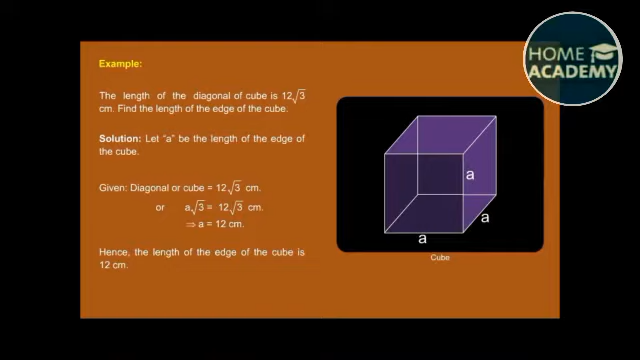 HOME
ACADEMY
Example:
The length of the diagonal of cube is 12√3
cm. Find the length of the edge of the cube.
Solution: Let “a” be the length of the edge of
the cube.
Given: Diagonal or cube = 12√3 cm.
or a√3 = 12√3 cm.
⇒ a = 12 cm.
Hence, the length of the edge of the cube is
12 cm.
a
a
a
Cube